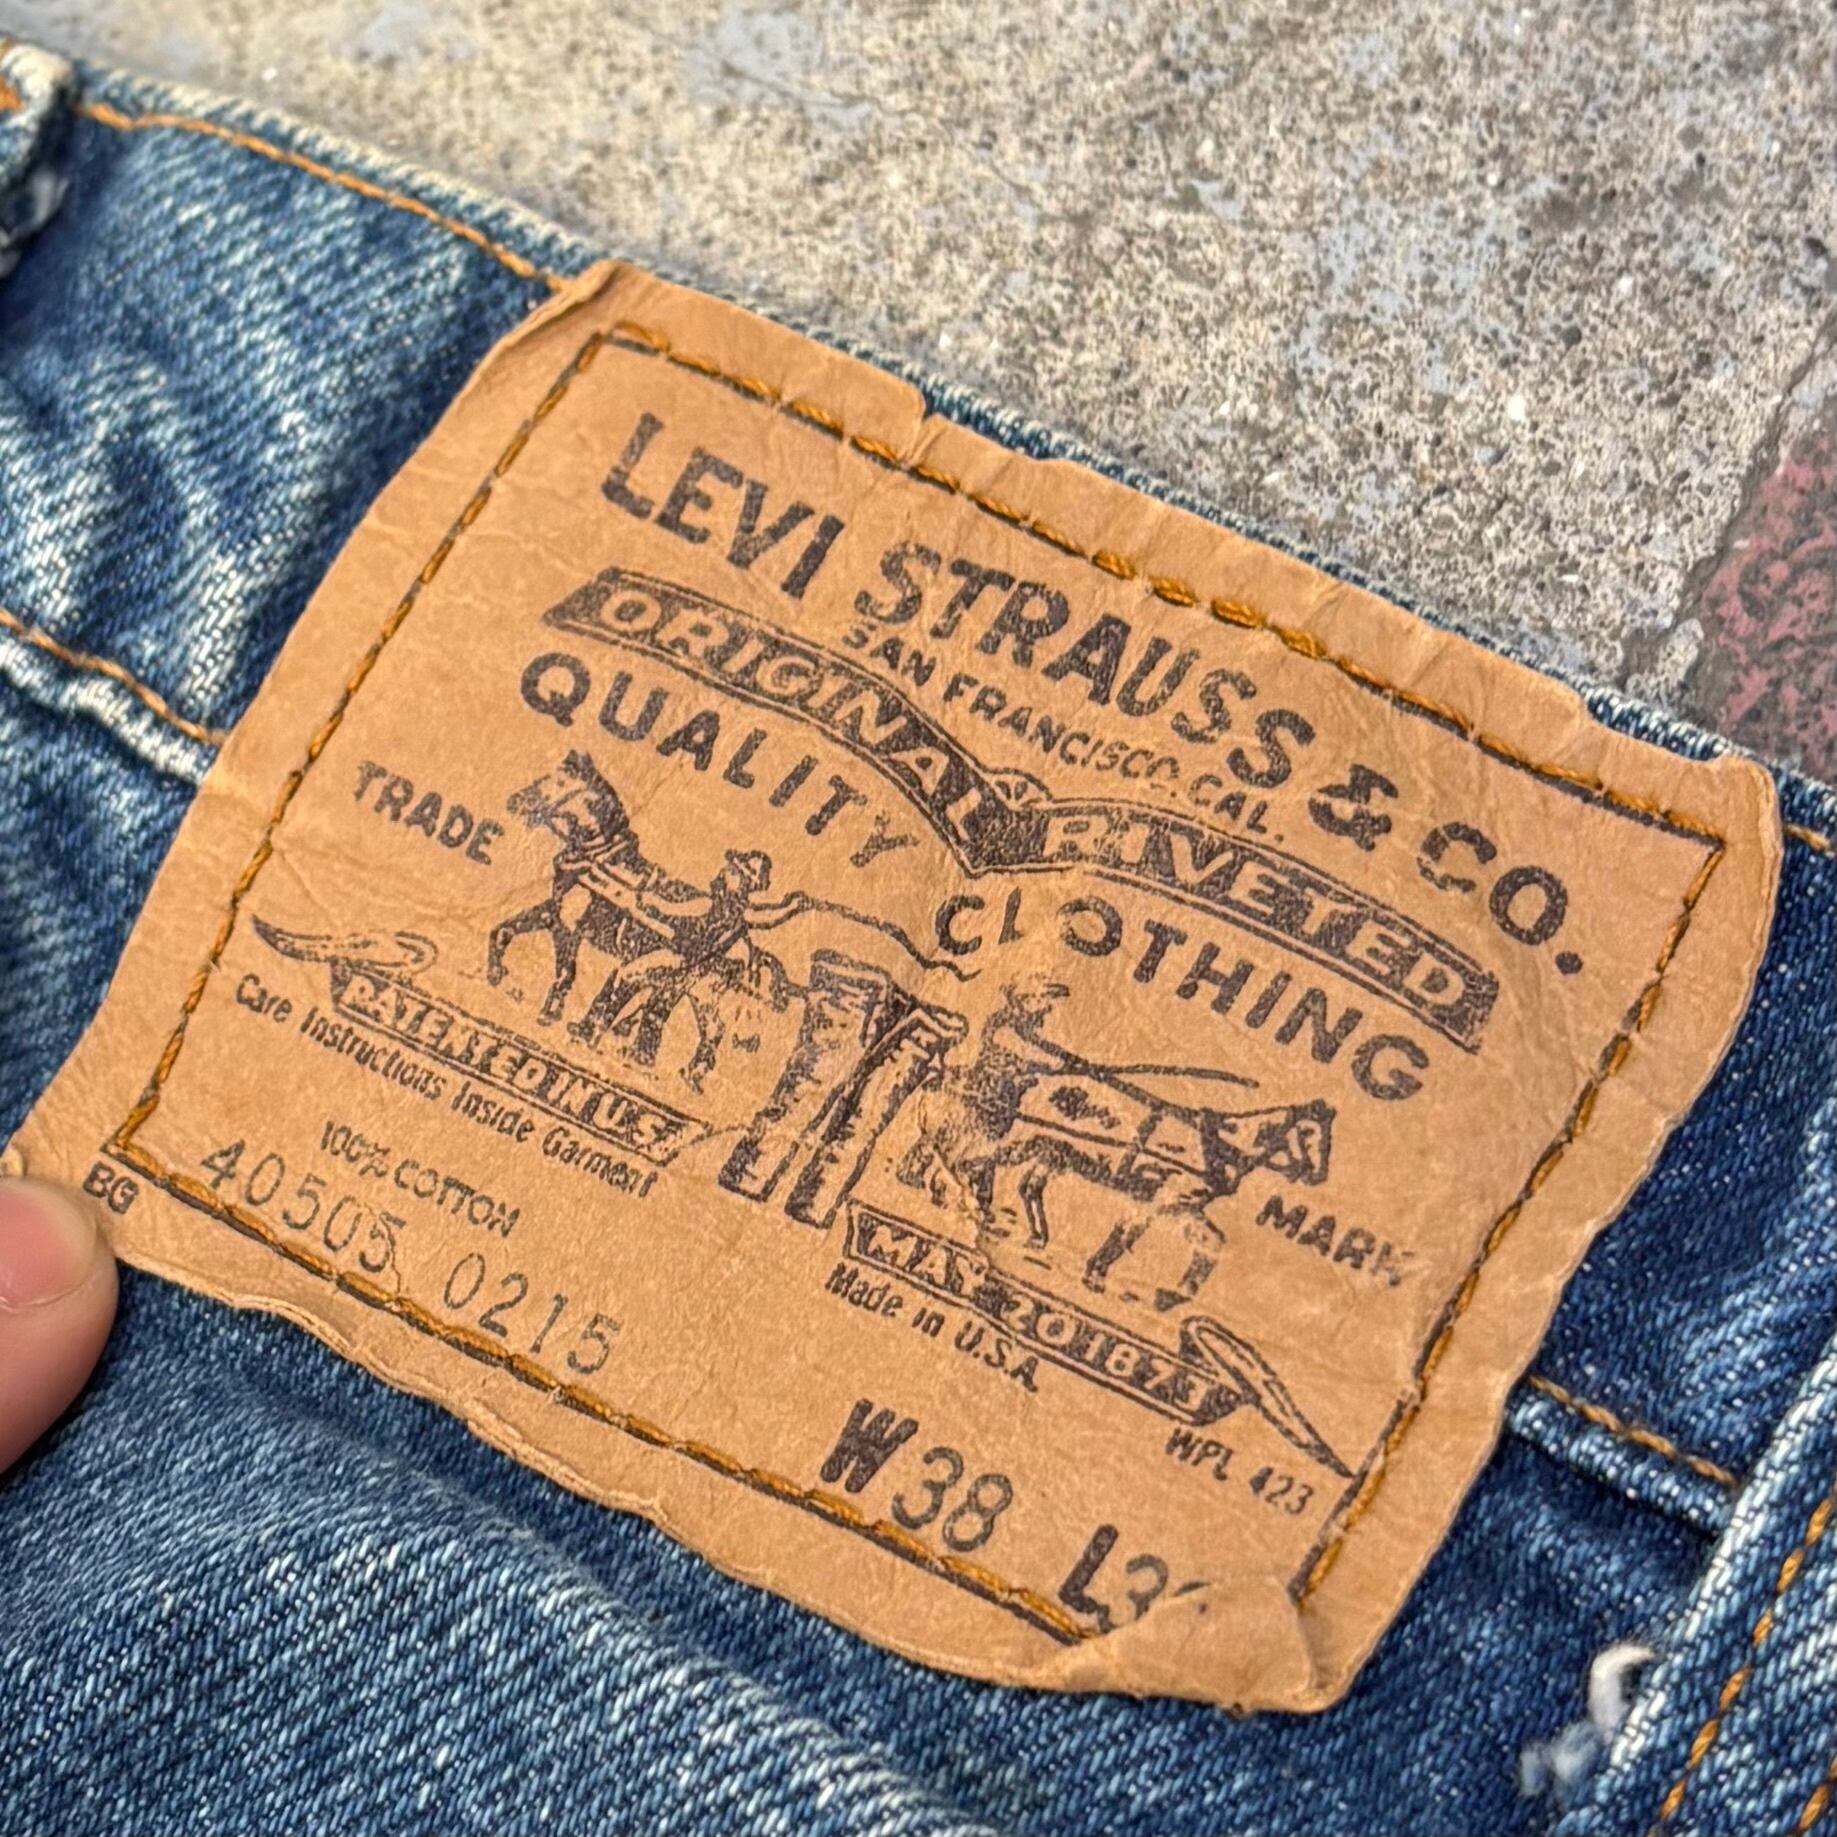 LEVI STRAUSS & CO.
SAN FRANCISCO, CAL.
ORIGINAL RIVETED
QUALITY CLOTHING
TRADE MARK
PATENTED IN U.S.
MAY 20 1873
Care Instructions Inside Garment
Made in U.S.A.
WPL 423
100% COTTON
BG
40505 0215
W 38 L